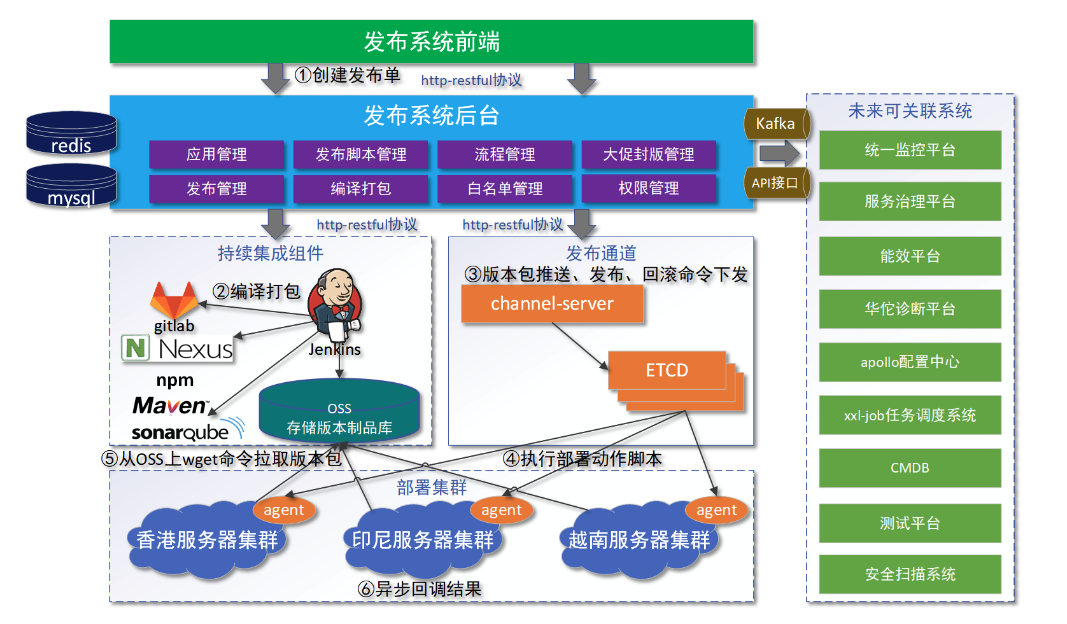 发布系统前端
①创建发布单
http-restful协议
发布系统后台
redis
mysql
应用管理
发布脚本管理
流程管理
大促封版管理
发布管理
编译打包
白名单管理
权限管理
Kafka
API接口
http-restful协议
http-restful协议
持续集成组件
②编译打包
gitlab
Jenkins
N Nexus
npm
Maven™
sonarqube
OSS
存储版本制品库
发布通道
③版本包推送、发布、回滚命令下发
channel-server
ETCD
⑤从OSS上wget命令拉取版本包
④执行部署动作脚本
部署集群
agent
agent
agent
香港服务器集群
印尼服务器集群
越南服务器集群
⑥异步回调结果
未来可关联系统
统一监控平台
服务治理平台
能效平台
华佗诊断平台
apollo配置中心
xxl-job任务调度系统
CMDB
测试平台
安全扫描系统